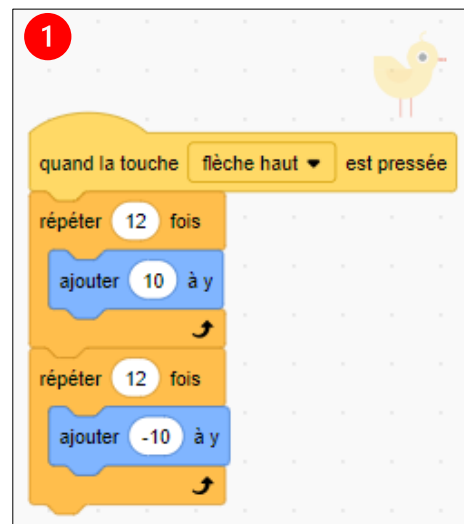 1
quand la touche flèche haut est pressée
répéter 12 fois
ajouter 10 à y
répéter 12 fois
ajouter -10 à y